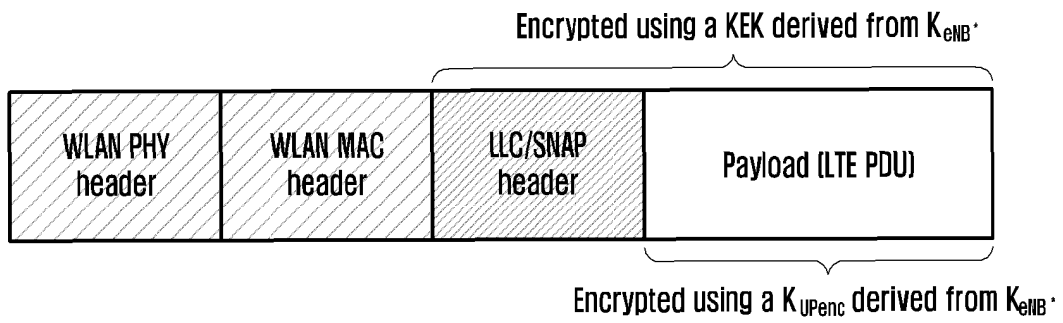 Encrypted using a KEK derived from KeNB*
WLAN PHY
header
WLAN MAC
header
LLC/SNAP
header
Payload (LTE PDU)
Encrypted using a KUPenc derived from KeNB*